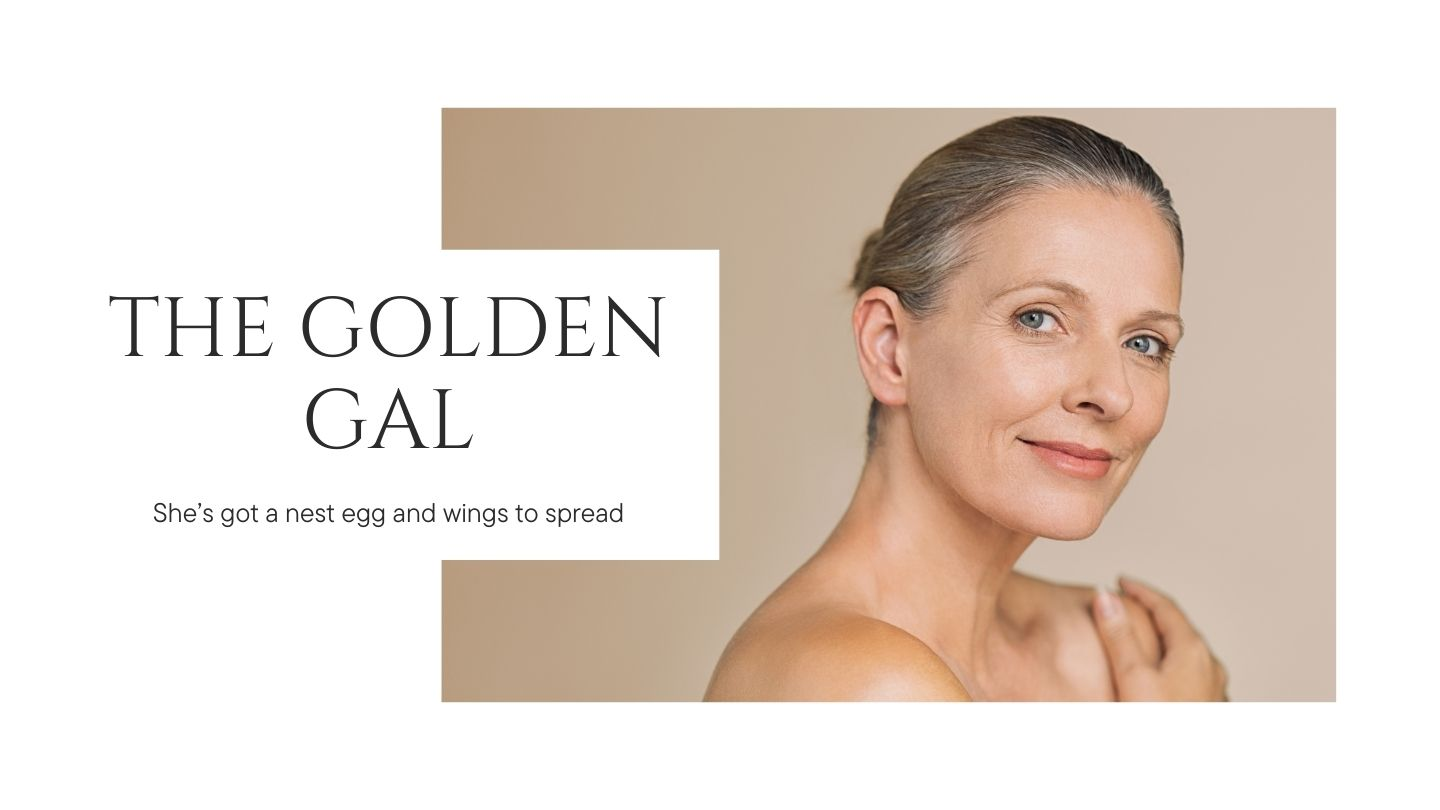 THE GOLDEN
GAL
She’s got a nest egg and wings to spread